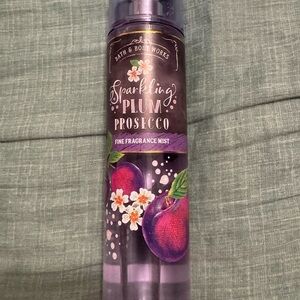 BATH & BODY WORKS
Sparkling
PLUM
PROSECCO
FINE FRAGRANCE MIST